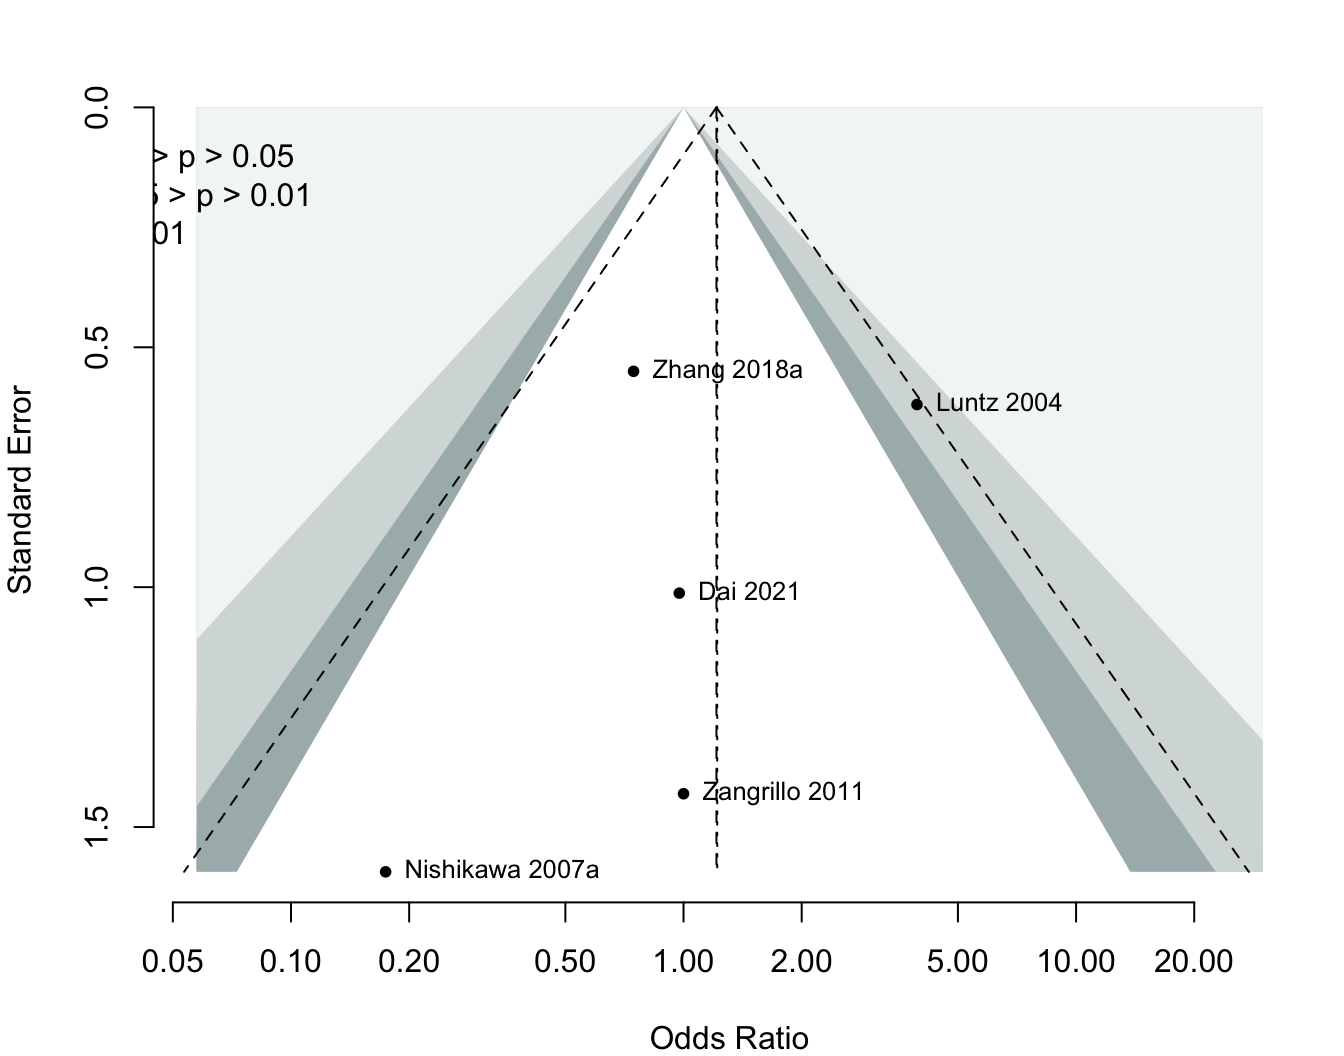 > p > 0.05
5 > p > 0.01
01
0.0
0.5
1.0
1.5
Standard Error
Zhang 2018a
Luntz 2004
Dai 2021
Zangrillo 2011
Nishikawa 2007a
0.05 0.10 0.20 0.50 1.00 2.00 5.00 10.00 20.00
Odds Ratio